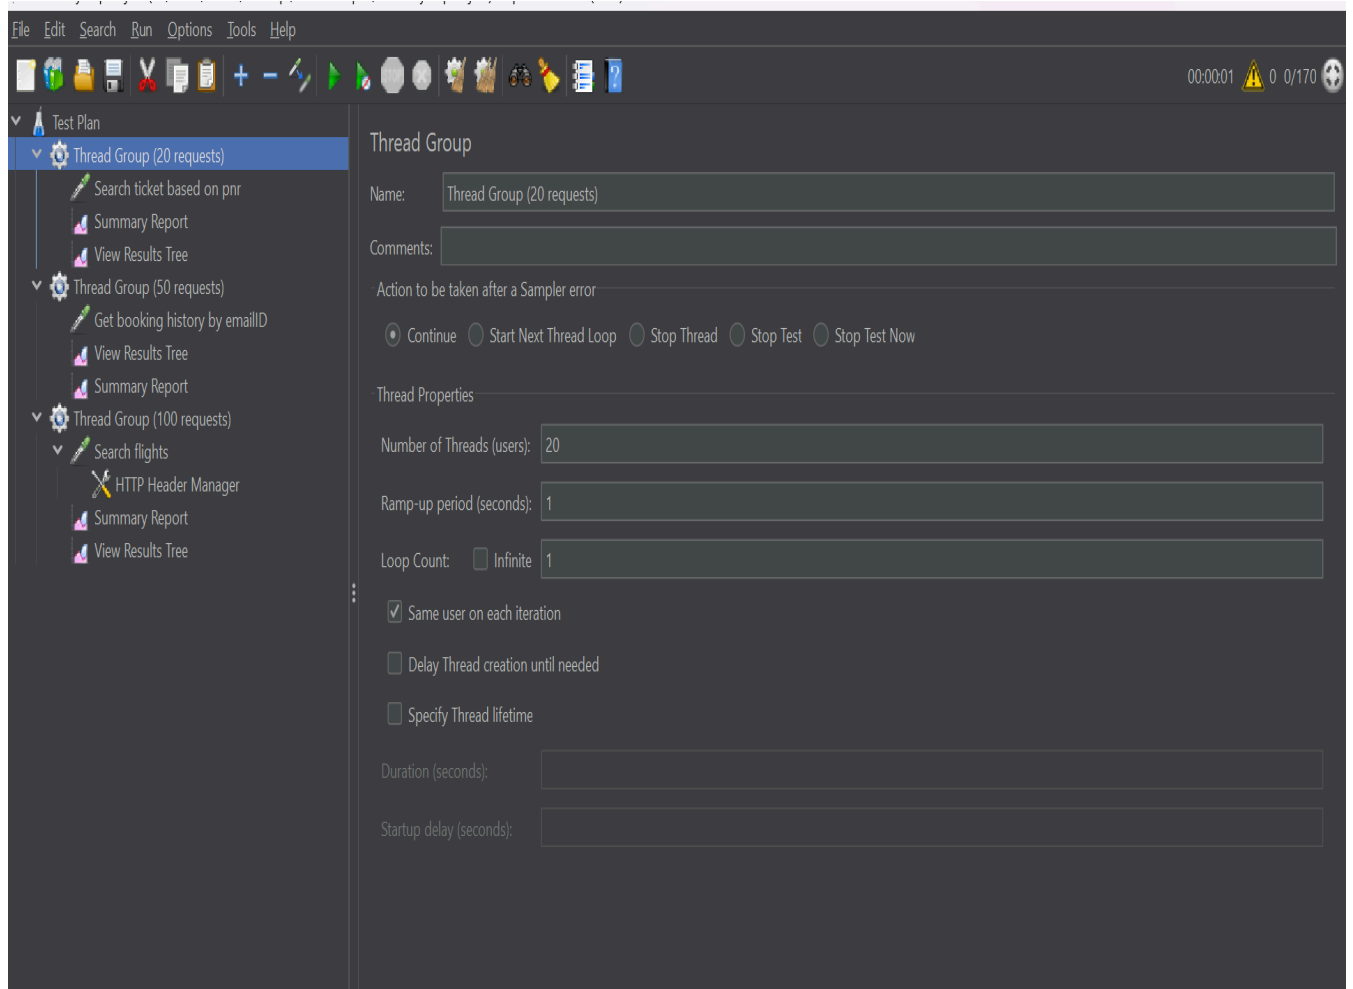 File Edit Search Run Options Tools Help
00:00:01 0 0/170
Test Plan
Thread Group (20 requests)
Search ticket based on pnr
Summary Report
View Results Tree
Thread Group (50 requests)
Get booking history by emailID
View Results Tree
Summary Report
Thread Group (100 requests)
Search flights
HTTP Header Manager
Summary Report
View Results Tree
Thread Group
Name: Thread Group (20 requests)
Comments:
Action to be taken after a Sampler error
Continue Start Next Thread Loop Stop Thread Stop Test Stop Test Now
Thread Properties
Number of Threads (users): 20
Ramp-up period (seconds): 1
Loop Count: Infinite 1
Same user on each iteration
Delay Thread creation until needed
Specify Thread lifetime
Duration (seconds):
Startup delay (seconds):